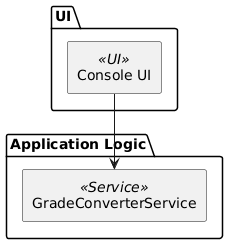 UI
«UI»
Console UI
Application Logic
«Service»
GradeConverterService